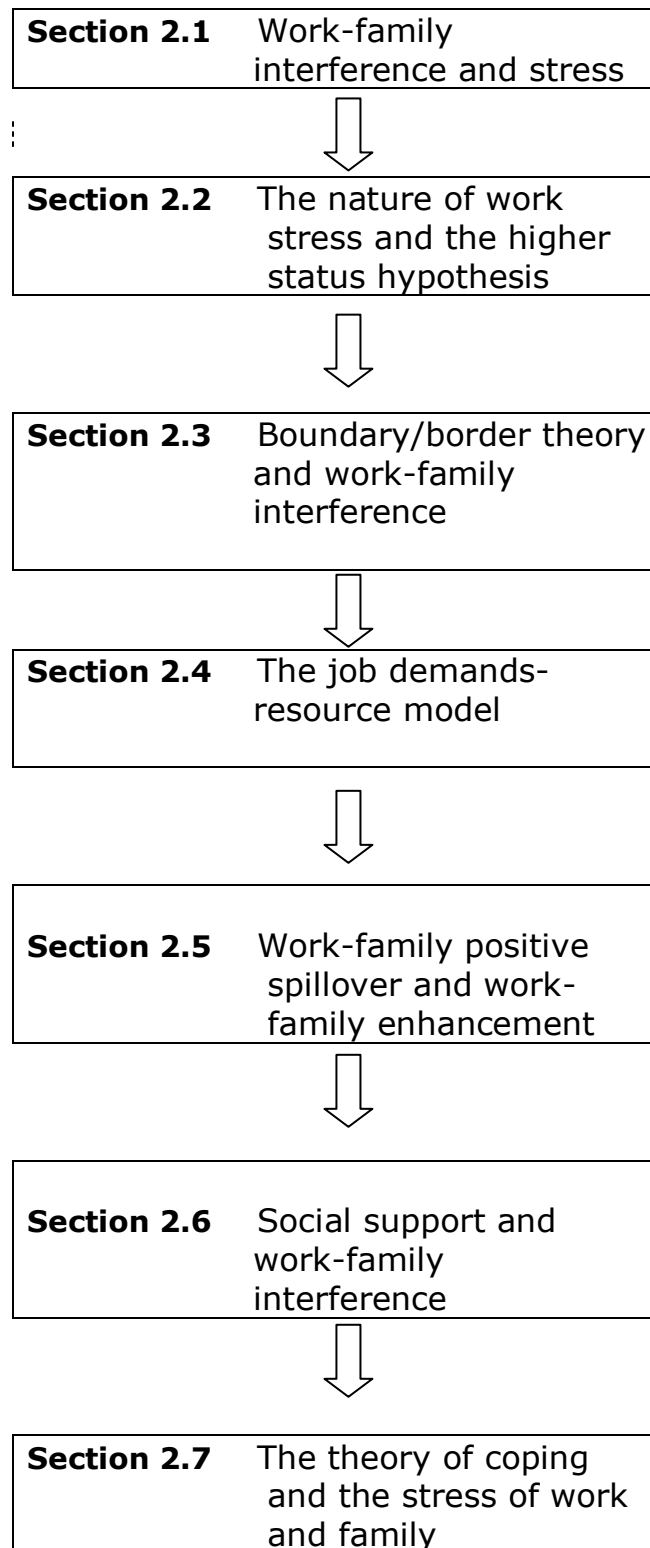 Section 2.1 Work-family
interference and stress
Section 2.2 The nature of work
stress and the higher
status hypothesis
Section 2.3 Boundary/border theory
and work-family
interference
Section 2.4 The job demands-
resource model
Section 2.5 Work-family positive
spillover and work-
family enhancement
Section 2.6 Social support and
work-family
interference
Section 2.7 The theory of coping
and the stress of work
and family